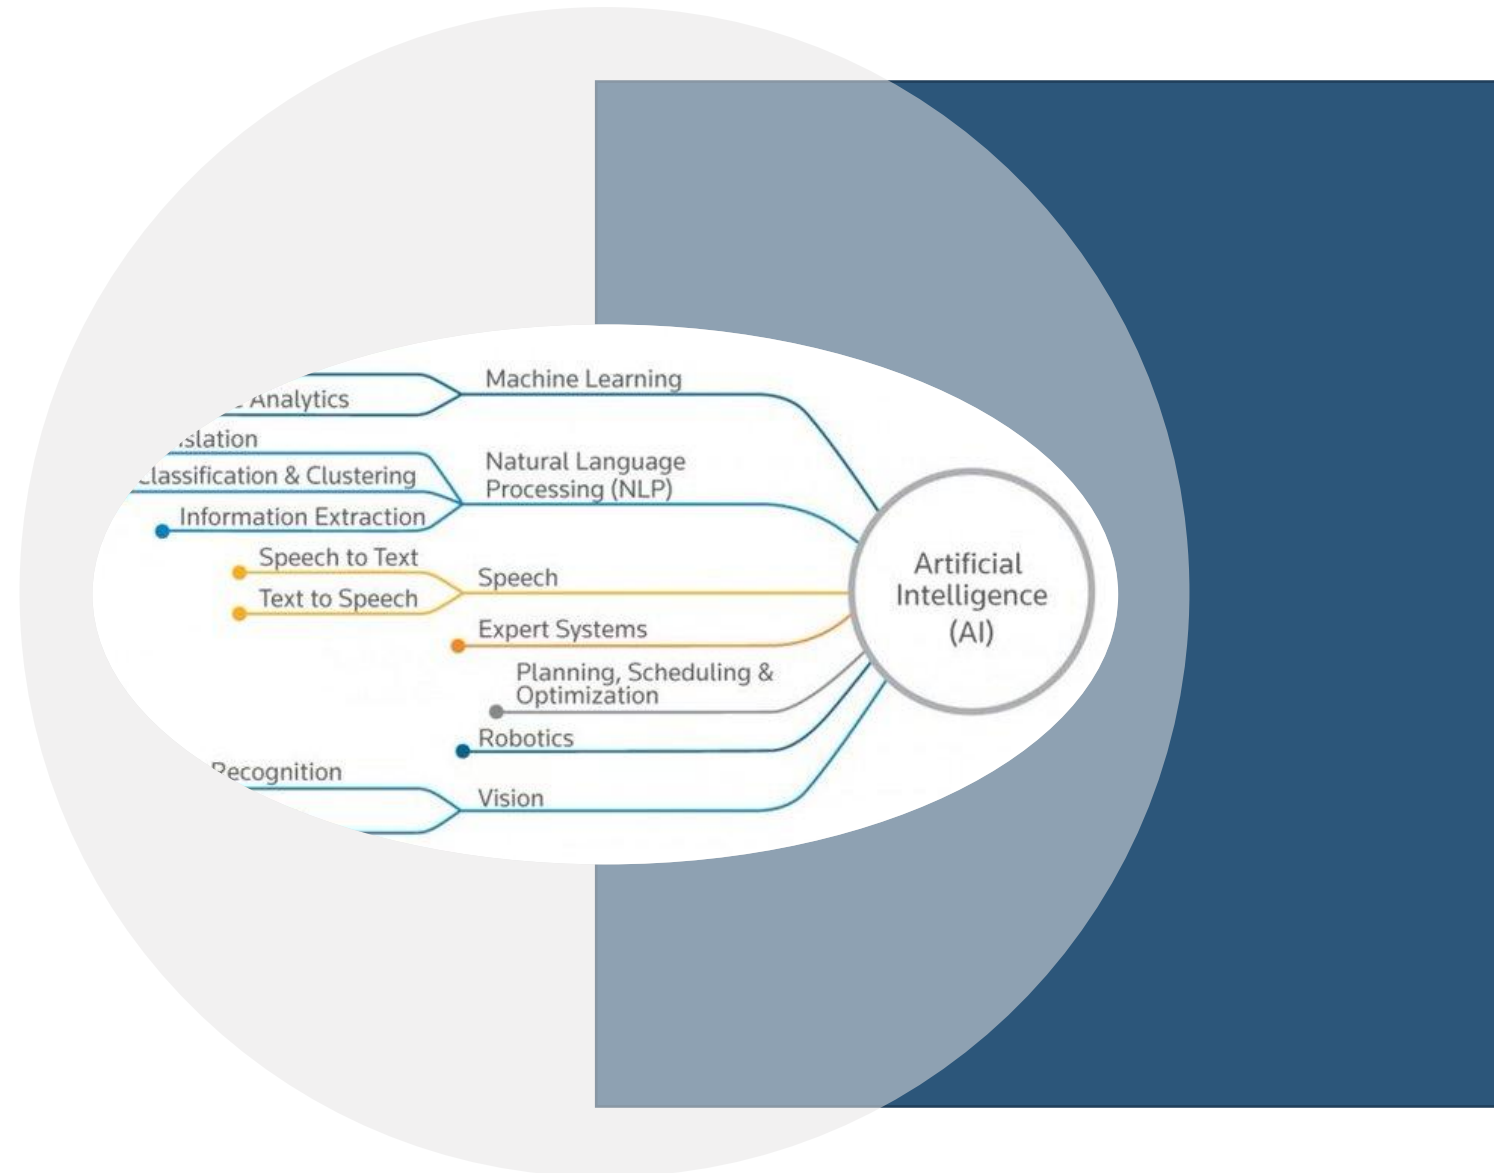 Machine Learning
Analytics
Natural Language
Processing (NLP)
Classification & Clustering
Information Extraction
Speech to Text
Text to Speech
Speech
Expert Systems
Planning, Scheduling &
Optimization
Robotics
Recognition
Vision
Artificial
Intelligence
(AI)